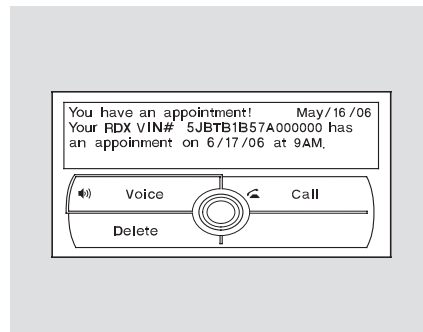 You have an appointment! May/16/06
Your RDX VIN# 5JBTB1B57A000000 has
an appoinment on 6/17/06 at 9AM.
Voice Call
Delete